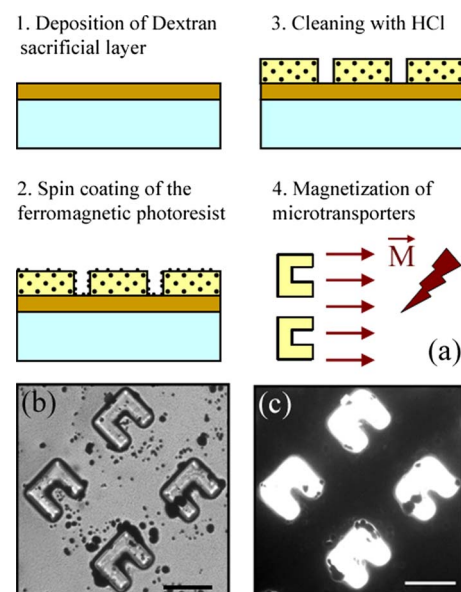 1. Deposition of Dextran
sacrificial layer
3. Cleaning with HCl
2. Spin coating of the
ferromagnetic photoresist
4. Magnetization of
microtransporters
M
(a)
(b)
(c)